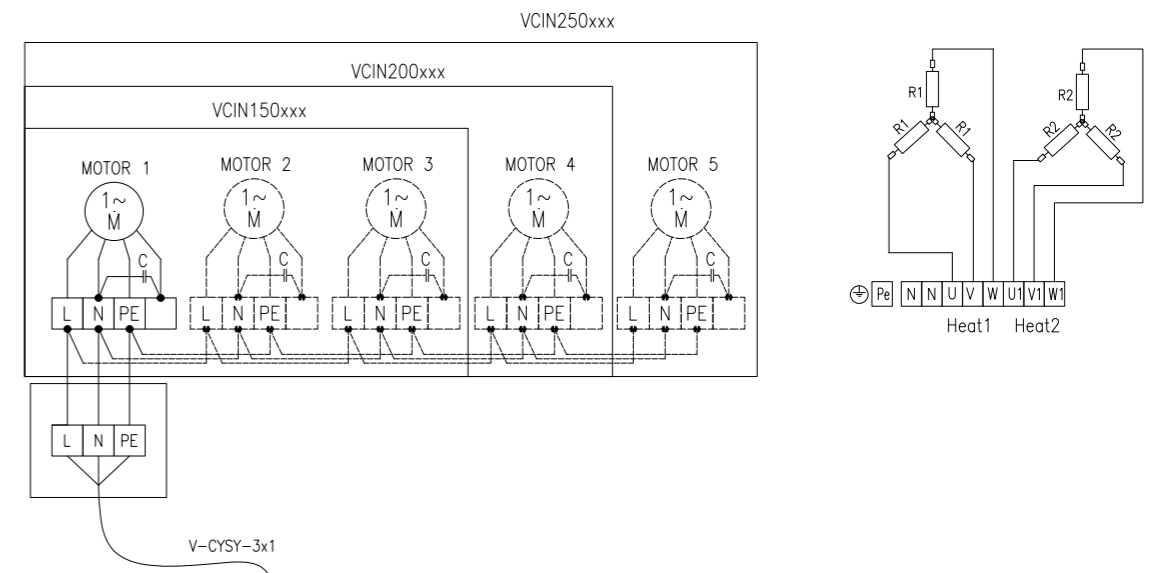 VCIN250xxx
VCIN200xxx
VCIN150xxx
MOTOR 1 MOTOR 2 MOTOR 3 MOTOR 4 MOTOR 5
1~ 1~ 1~ 1~ 1~
M M M M M
C C C C C
L N PE L N PE L N PE L N PE L N PE
L N PE
V-CYSY-3x1
R1 R2
R1 R1 R2 R2
Pe N N U V W U1 V1 W1
Heat1 Heat2